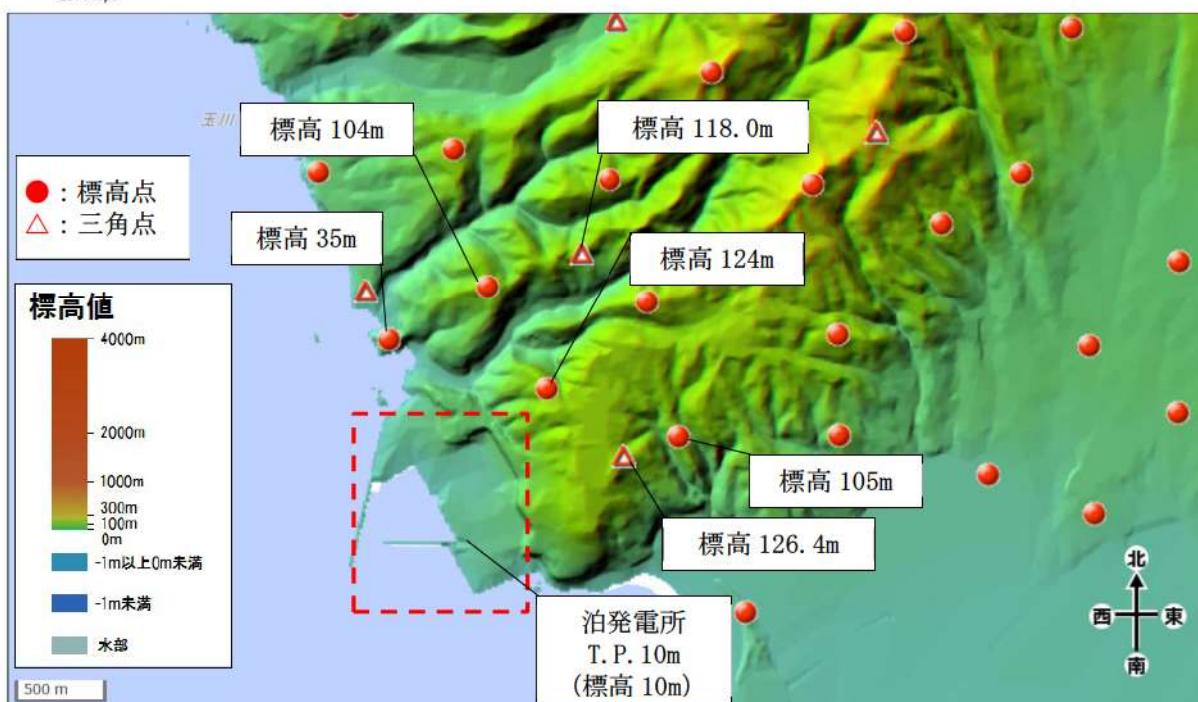 玉川
標高 104m
標高 118.0m
●：標高点
△：三角点
標高 35m
標高 124m
標高値
4000m
2000m
1000m
300m
100m
0m
-1m以上0m未満
-1m未満
水部
標高 105m
標高 126.4m
泊発電所
T.P. 10m
(標高 10m)
北
西 東
南
500 m